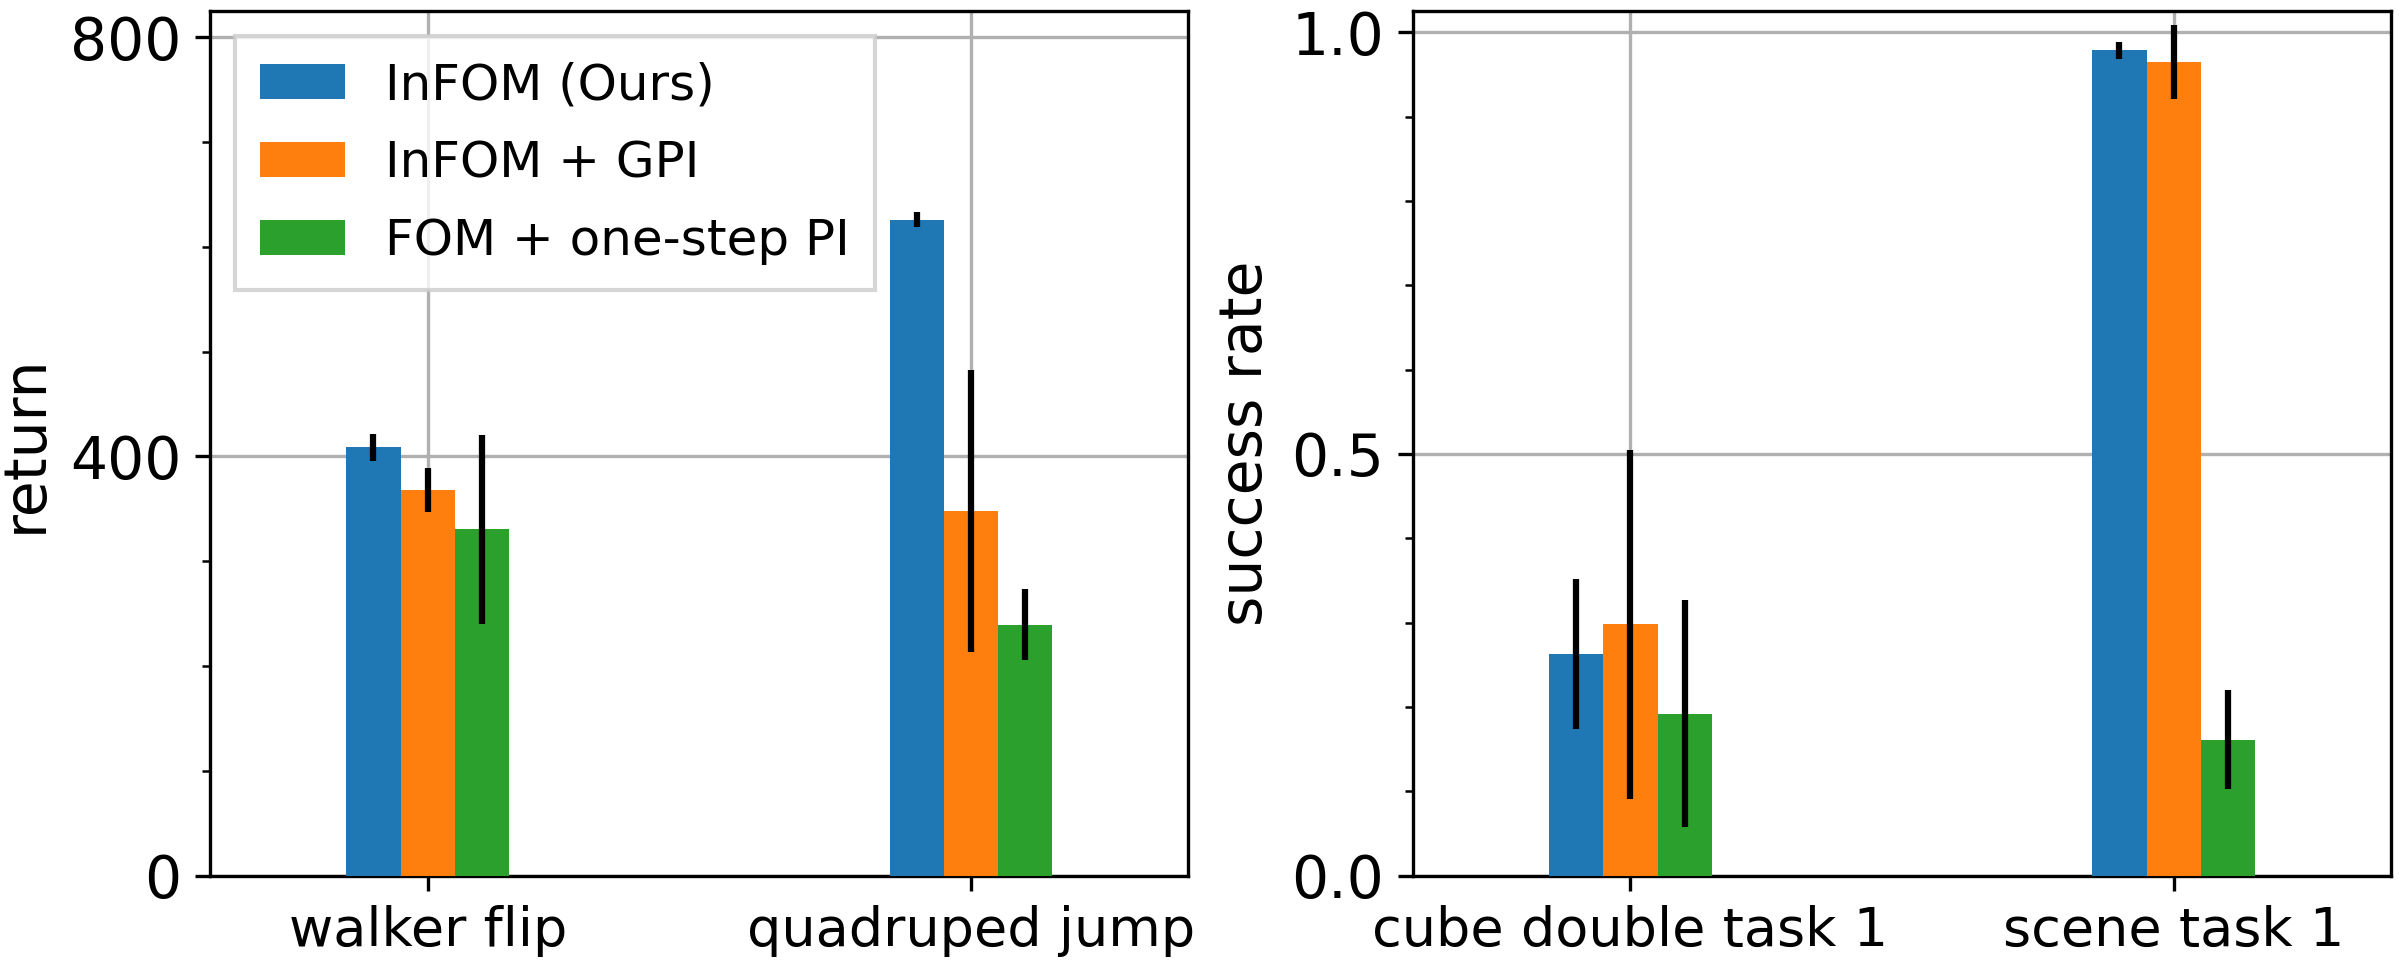 return
800
400
0
InFOM (Ours)
InFOM + GPI
FOM + one-step PI
walker flip
quadruped jump
success rate
1.0
0.5
0.0
cube double task 1
scene task 1